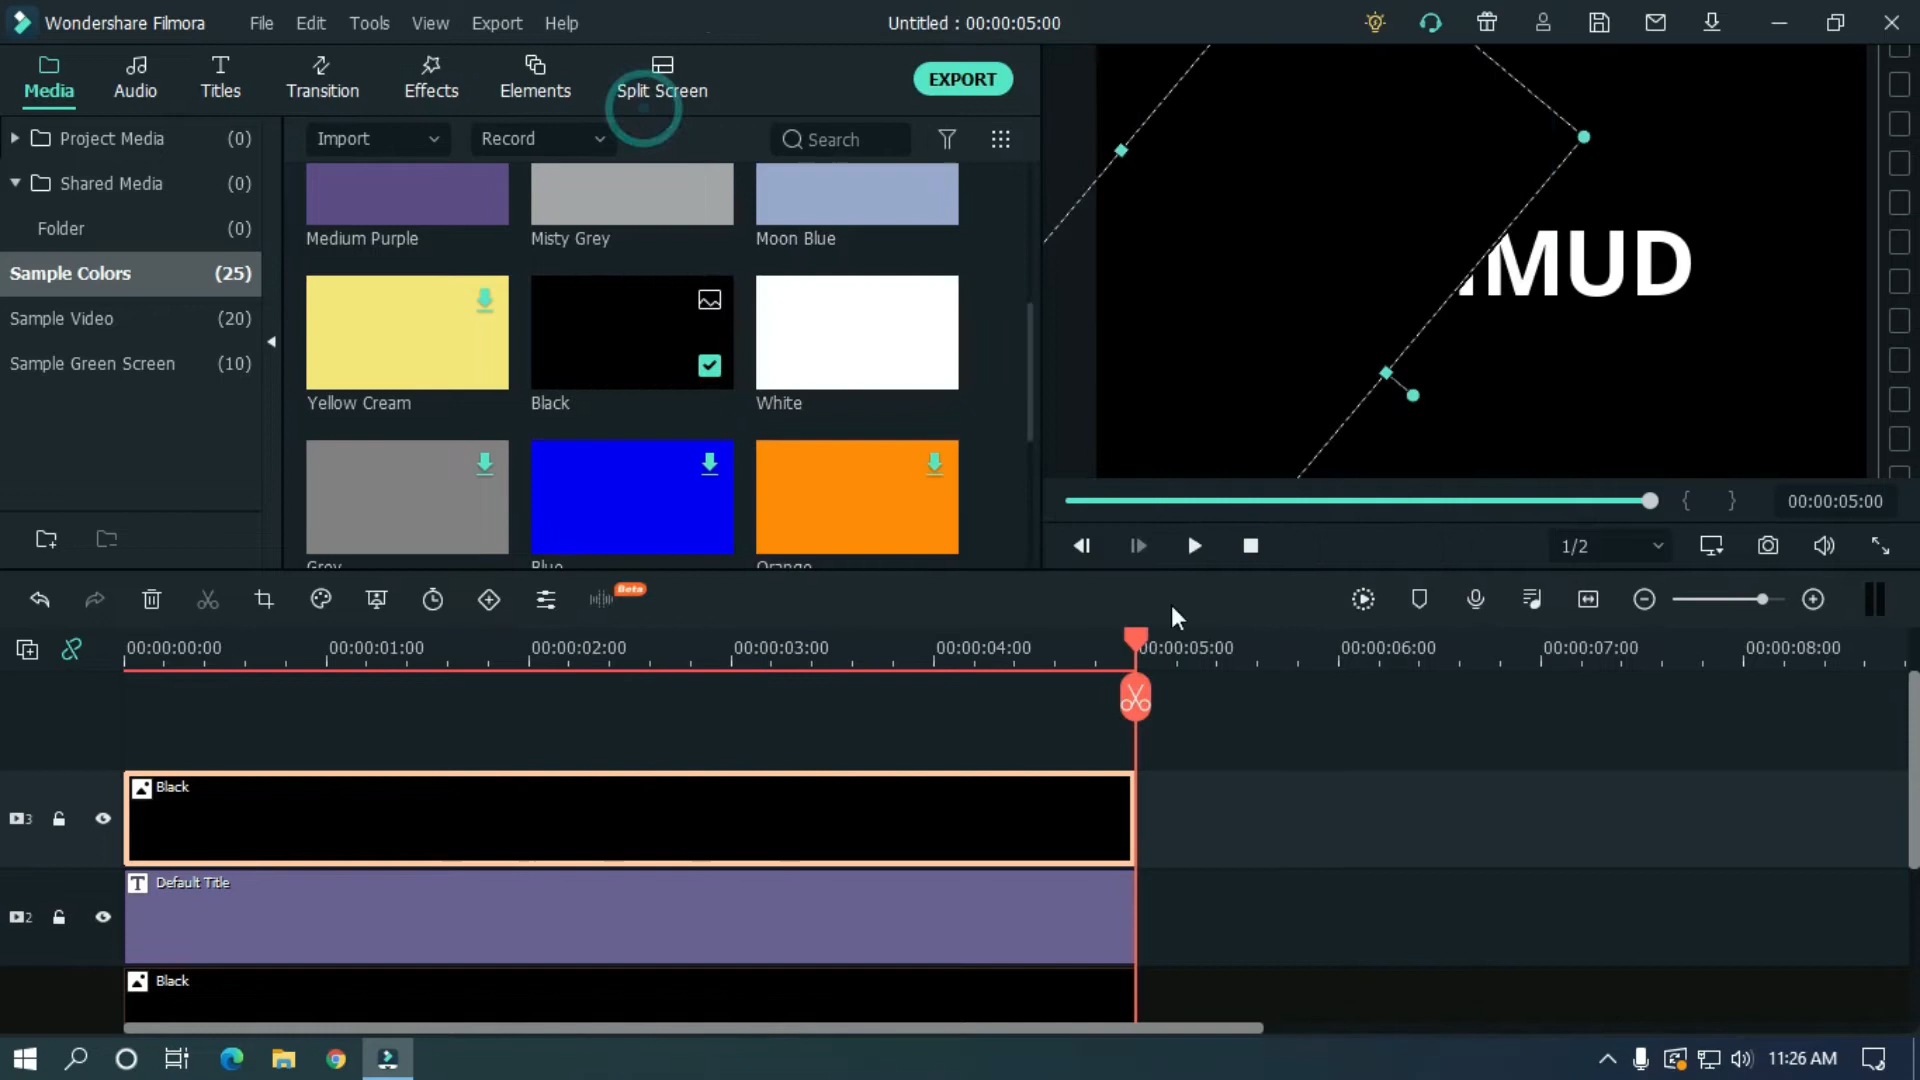 Wondershare Filmora File Edit Tools View Export Help Untitled : 00:00:05:00
Media Audio Titles Transition Effects Elements Split Screen EXPORT
Project Media (0)
Shared Media (0)
Folder (0)
Sample Colors (25)
Sample Video (20)
Sample Green Screen (10)
Import Record Search
Medium Purple Misty Grey Moon Blue
Yellow Cream Black White
Grey Blue Orange
MUD
{ } 00:00:05:00
1/2
Beta
00:00:00:00 00:00:01:00 00:00:02:00 00:00:03:00 00:00:04:00 00:00:05:00 00:00:06:00 00:00:07:00 00:00:08:00
3 Black
2 T Default Title
Black
11:26 AM